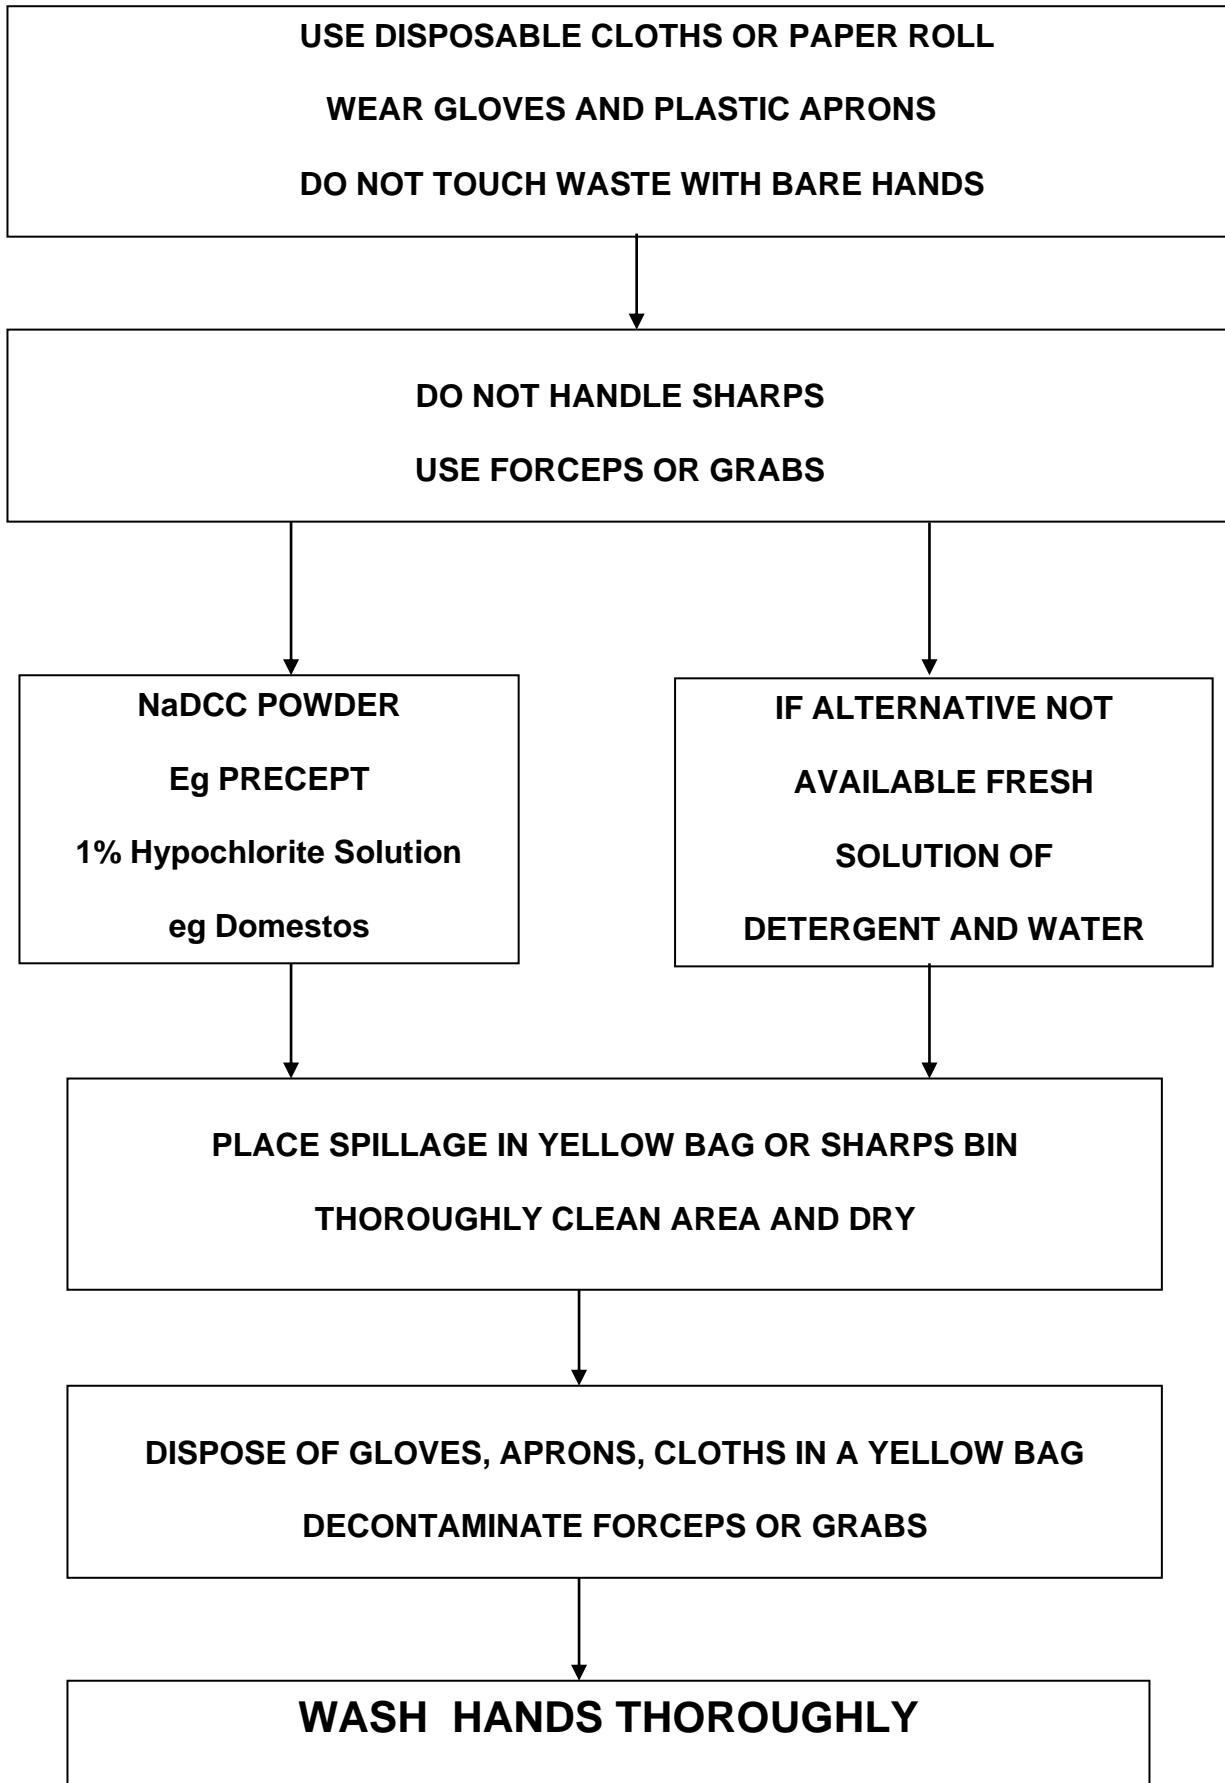 USE DISPOSABLE CLOTHS OR PAPER ROLL
WEAR GLOVES AND PLASTIC APRONS
DO NOT TOUCH WASTE WITH BARE HANDS
DO NOT HANDLE SHARPS
USE FORCEPS OR GRABS
NaDCC POWDER
Eg PRECEPT
1% Hypochlorite Solution
eg Domestos
IF ALTERNATIVE NOT
AVAILABLE FRESH
SOLUTION OF
DETERGENT AND WATER
PLACE SPILLAGE IN YELLOW BAG OR SHARPS BIN
THOROUGHLY CLEAN AREA AND DRY
DISPOSE OF GLOVES, APRONS, CLOTHS IN A YELLOW BAG
DECONTAMINATE FORCEPS OR GRABS
WASH HANDS THOROUGHLY